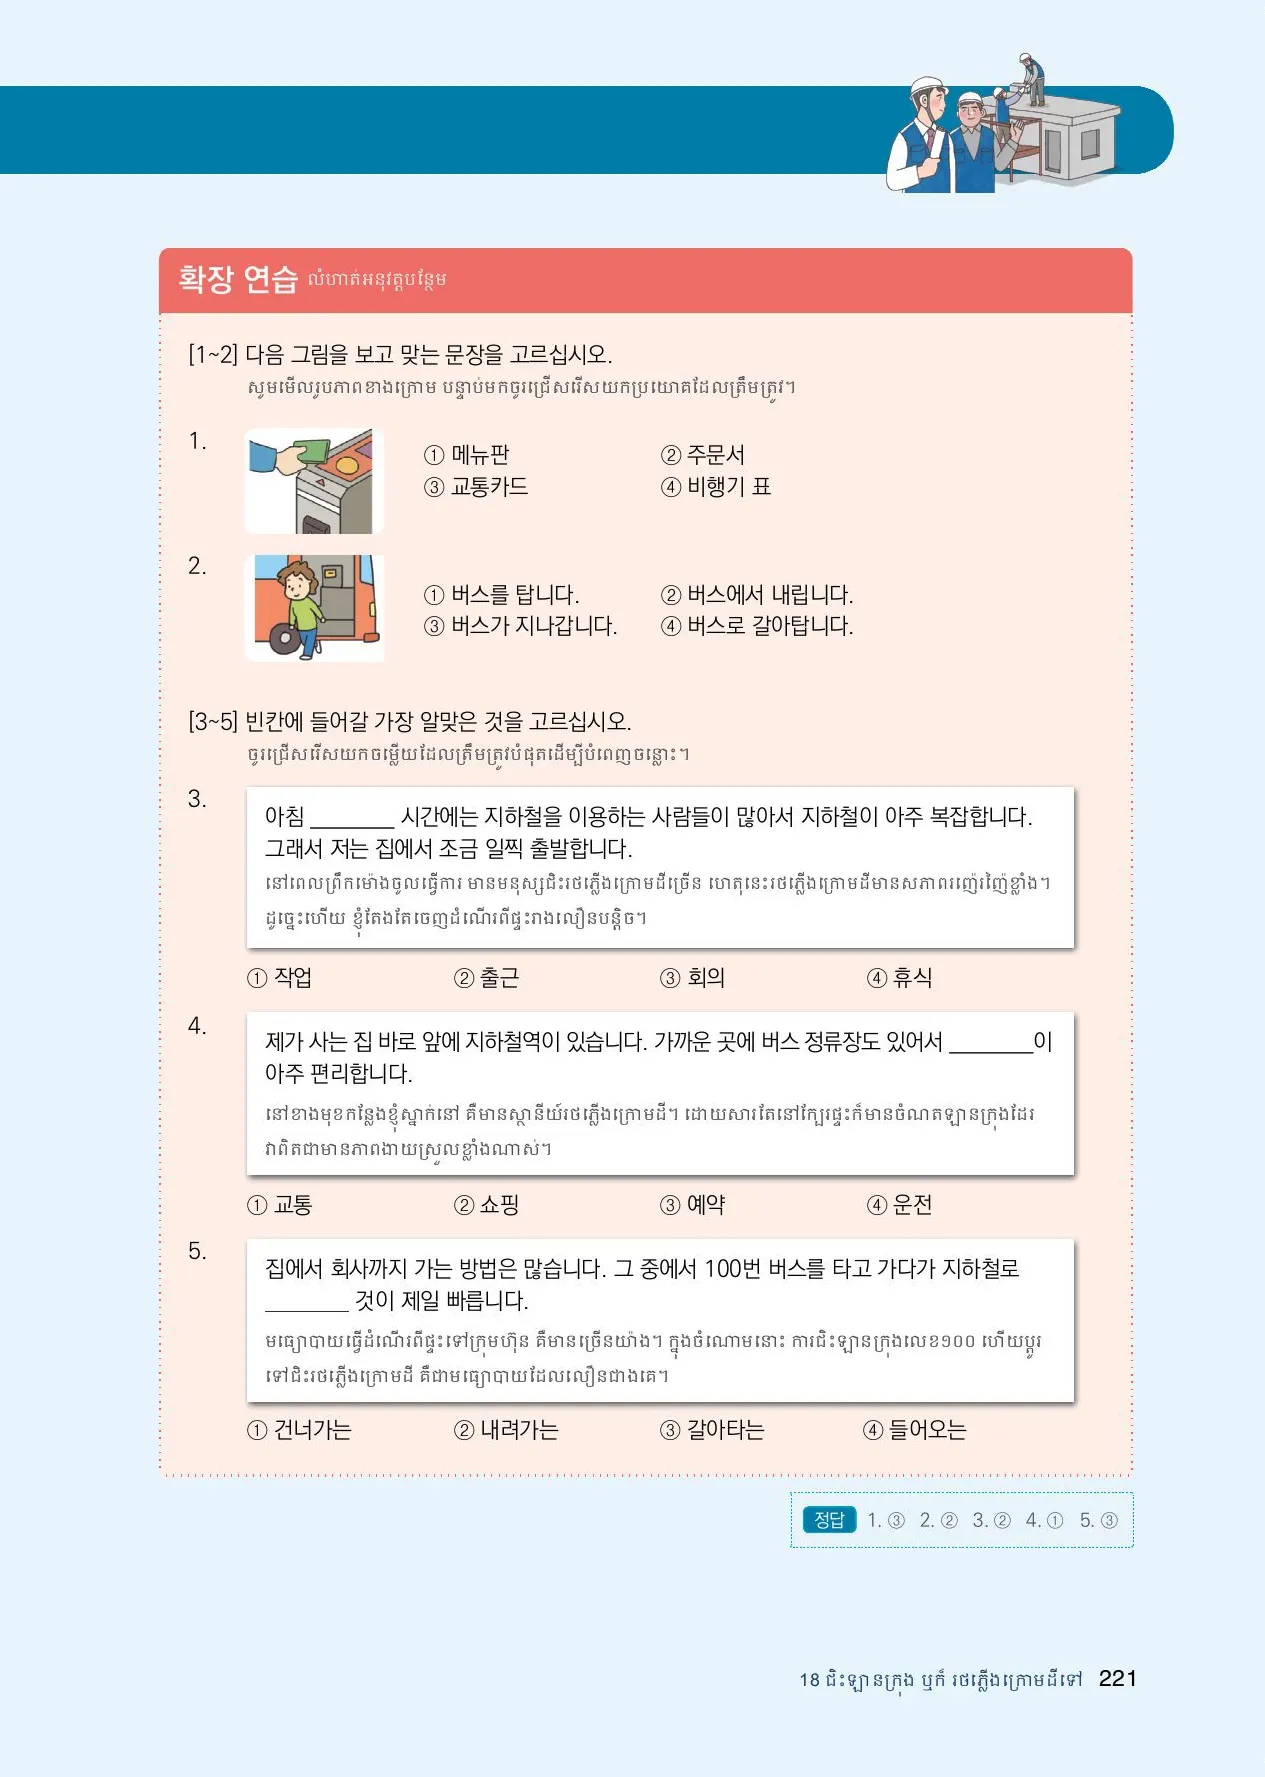 확장 연습 លំហាត់អនុវត្តបន្ថែម
[1~2] 다음 그림을 보고 맞는 문장을 고르십시오.
សូមមើលរូបភាពខាងក្រោម បន្ទាប់មកចូរជ្រើសរើសយកប្រយោគដែលត្រឹមត្រូវ។
1.
① 메뉴판 ② 주문서
③ 교통카드 ④ 비행기 표
2.
① 버스를 탑니다. ② 버스에서 내립니다.
③ 버스가 지나갑니다. ④ 버스로 갈아탑니다.
[3~5] 빈칸에 들어갈 가장 알맞은 것을 고르십시오.
ចូរជ្រើសរើសយកចម្លើយដែលត្រឹមត្រូវបំផុតដើម្បីបំពេញចន្លោះ។
3.
아침 ________ 시간에는 지하철을 이용하는 사람들이 많아서 지하철이 아주 복잡합니다.
그래서 저는 집에서 조금 일찍 출발합니다.
នៅពេលព្រឹកម៉ោងចូលធ្វើការ មានមនុស្សជិះរថភ្លើងក្រោមដីច្រើន ហេតុនេះរថភ្លើងក្រោមដីមានសភាពរញ៉េរញ៉ៃខ្លាំង។
ដូច្នេះហើយ ខ្ញុំតែងតែចេញដំណើរពីផ្ទះរាងលឿនបន្តិច។
① 작업 ② 출근 ③ 회의 ④ 휴식
4.
제가 사는 집 바로 앞에 지하철역이 있습니다. 가까운 곳에 버스 정류장도 있어서 ________이
아주 편리합니다.
នៅខាងមុខកន្លែងខ្ញុំស្នាក់នៅ គឺមានស្ថានីយ៍រថភ្លើងក្រោមដី។ ដោយសារតែនៅក្បែរផ្ទះក៏មានចំណតឡានក្រុងដែរ
វាពិតជាមានភាពងាយស្រួលខ្លាំងណាស់។
① 교통 ② 쇼핑 ③ 예약 ④ 운전
5.
집에서 회사까지 가는 방법은 많습니다. 그 중에서 100번 버스를 타고 가다가 지하철로
________ 것이 제일 빠릅니다.
មធ្យោបាយធ្វើដំណើរពីផ្ទះទៅក្រុមហ៊ុន គឺមានច្រើនយ៉ាង។ ក្នុងចំណោមនោះ ការជិះឡានក្រុងលេខ១០០ ហើយប្តូរ
ទៅជិះរថភ្លើងក្រោមដី គឺជាមធ្យោបាយដែលលឿនជាងគេ។
① 건너가는 ② 내려가는 ③ 갈아타는 ④ 들어오는
정답 1. ③ 2. ② 3. ② 4. ① 5. ③
18 ជិះឡានក្រុង ឬក៏ រថភ្លើងក្រោមដីទៅ 221